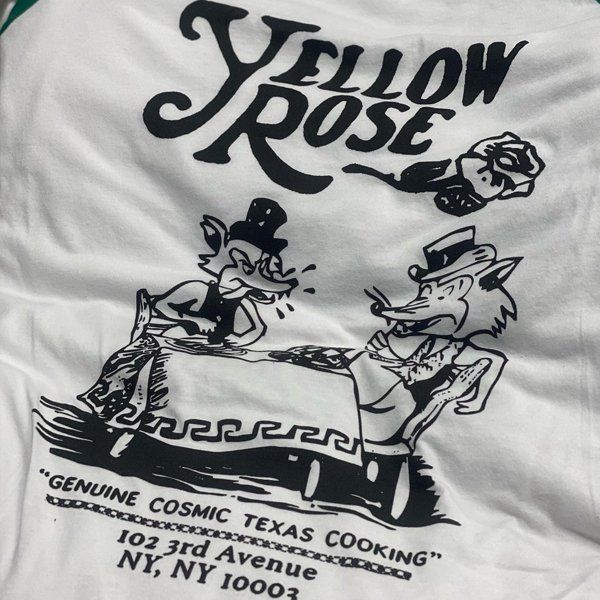 YELLOW
ROSE
"GENUINE COSMIC TEXAS COOKING"
102 3rd Avenue
NY, NY 10003